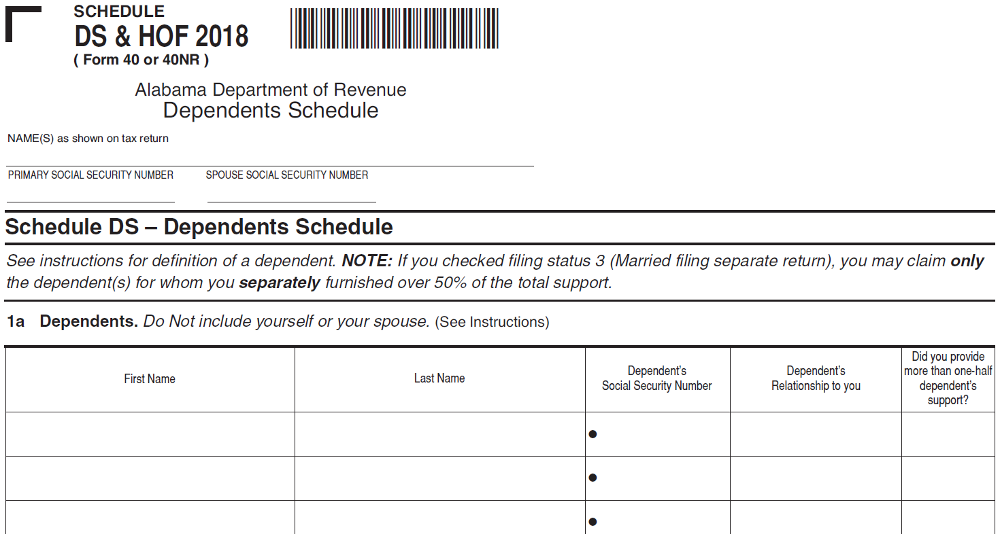 SCHEDULE
DS & HOF 2018
( Form 40 or 40NR )
Alabama Department of Revenue
Dependents Schedule
NAME(S) as shown on tax return
PRIMARY SOCIAL SECURITY NUMBER SPOUSE SOCIAL SECURITY NUMBER
Schedule DS – Dependents Schedule
See instructions for definition of a dependent. NOTE: If you checked filing status 3 (Married filing separate return), you may claim only
the dependent(s) for whom you separately furnished over 50% of the total support.
1a Dependents. Do Not include yourself or your spouse. (See Instructions)
First Name
Last Name
Dependent’s
Social Security Number
Dependent’s
Relationship to you
Did you provide
more than one-half
dependent’s
support?
●
●
●